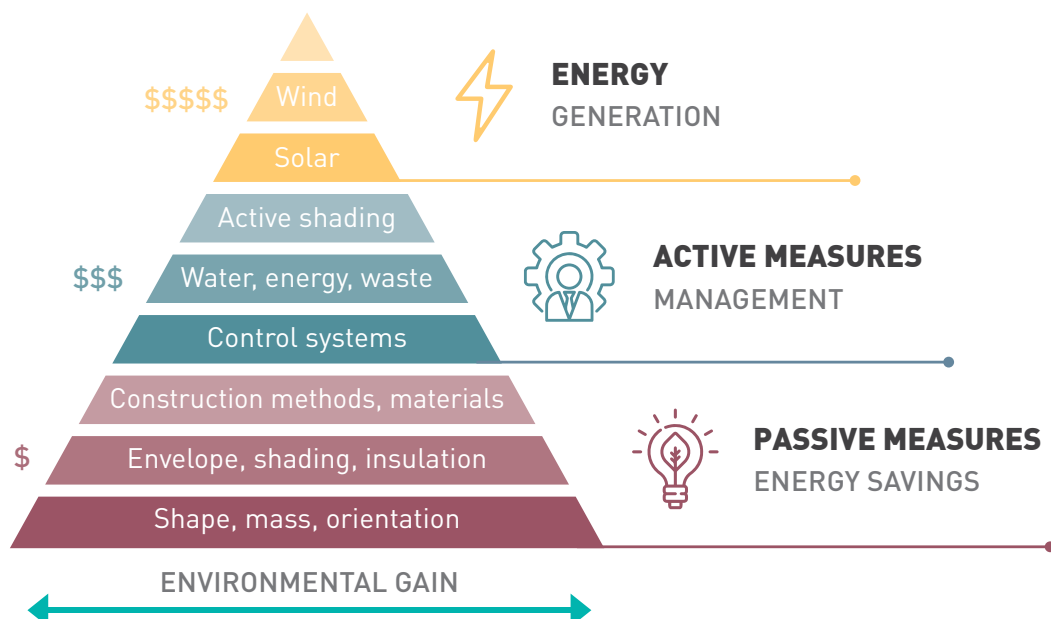 $$$$$
Wind
Solar
ENERGY
GENERATION
Active shading
$$$
Water, energy, waste
Control systems
ACTIVE MEASURES
MANAGEMENT
Construction methods, materials
$
Envelope, shading, insulation
Shape, mass, orientation
PASSIVE MEASURES
ENERGY SAVINGS
ENVIRONMENTAL GAIN